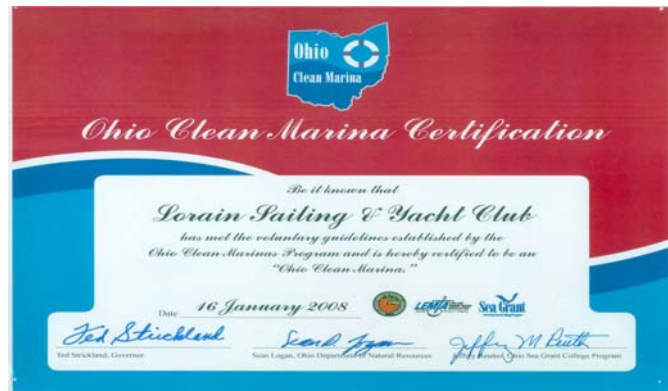 Ohio
Clean Marina
Ohio Clean Marina Certification
Be it known that
Lorain Sailing & Yacht Club
has met the voluntary guidelines established by the
Ohio Clean Marinas Program and is hereby certified to be an
"Ohio Clean Marina."
Date 16 January 2008
LEMTA
Sea Grant
Ted Strickland
Sean D Logan
Jeffrey M Reutter
Ted Strickland, Governor
Sean Logan, Ohio Department of Natural Resources
Jeffrey Reutter, Ohio Sea Grant College Program